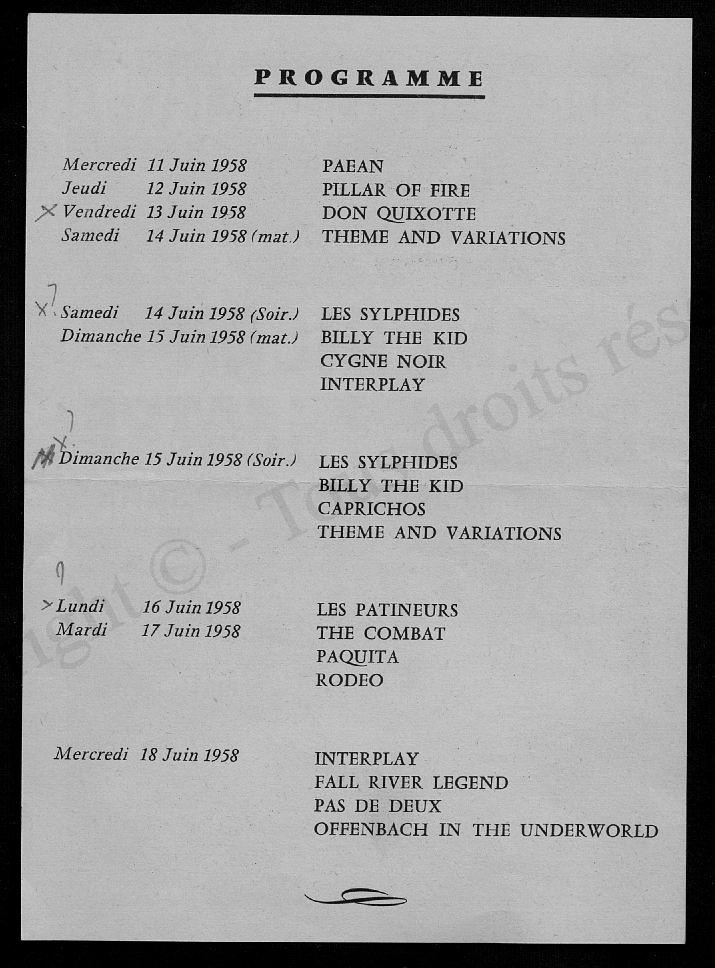 PROGRAMME
Mercredi 11 Juin 1958 PAEAN
Jeudi 12 Juin 1958 PILLAR OF FIRE
x Vendredi 13 Juin 1958 DON QUIXOTTE
Samedi 14 Juin 1958 (mat.) THEME AND VARIATIONS
x? Samedi 14 Juin 1958 (Soir.) LES SYLPHIDES
Dimanche 15 Juin 1958 (mat.) BILLY THE KID
CYGNE NOIR
INTERPLAY
x? Dimanche 15 Juin 1958 (Soir.) LES SYLPHIDES
BILLY THE KID
CAPRICHOS
THEME AND VARIATIONS
?
x Lundi 16 Juin 1958 LES PATINEURS
Mardi 17 Juin 1958 THE COMBAT
PAQUITA
RODEO
Mercredi 18 Juin 1958 INTERPLAY
FALL RIVER LEGEND
PAS DE DEUX
OFFENBACH IN THE UNDERWORLD
right © - Tous droits rés